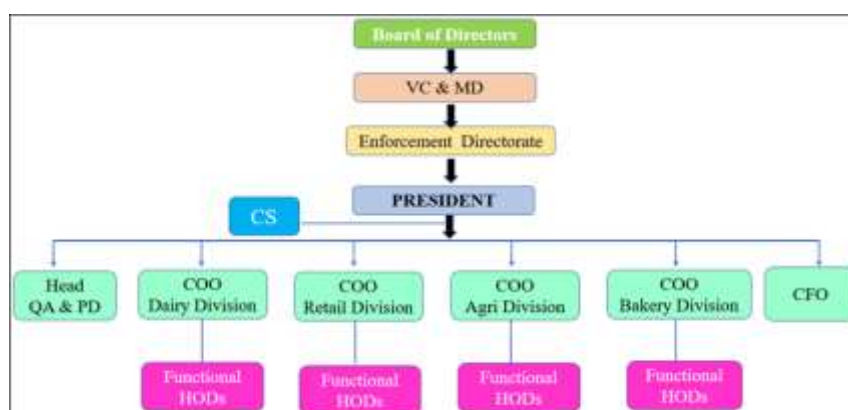 Board of Directors
VC & MD
Enforcement Directorate
PRESIDENT
CS
Head
QA & PD
COO
Dairy Division
COO
Retail Division
COO
Agri Division
COO
Bakery Division
CFO
Functional
HODs
Functional
HODs
Functional
HODs
Functional
HODs